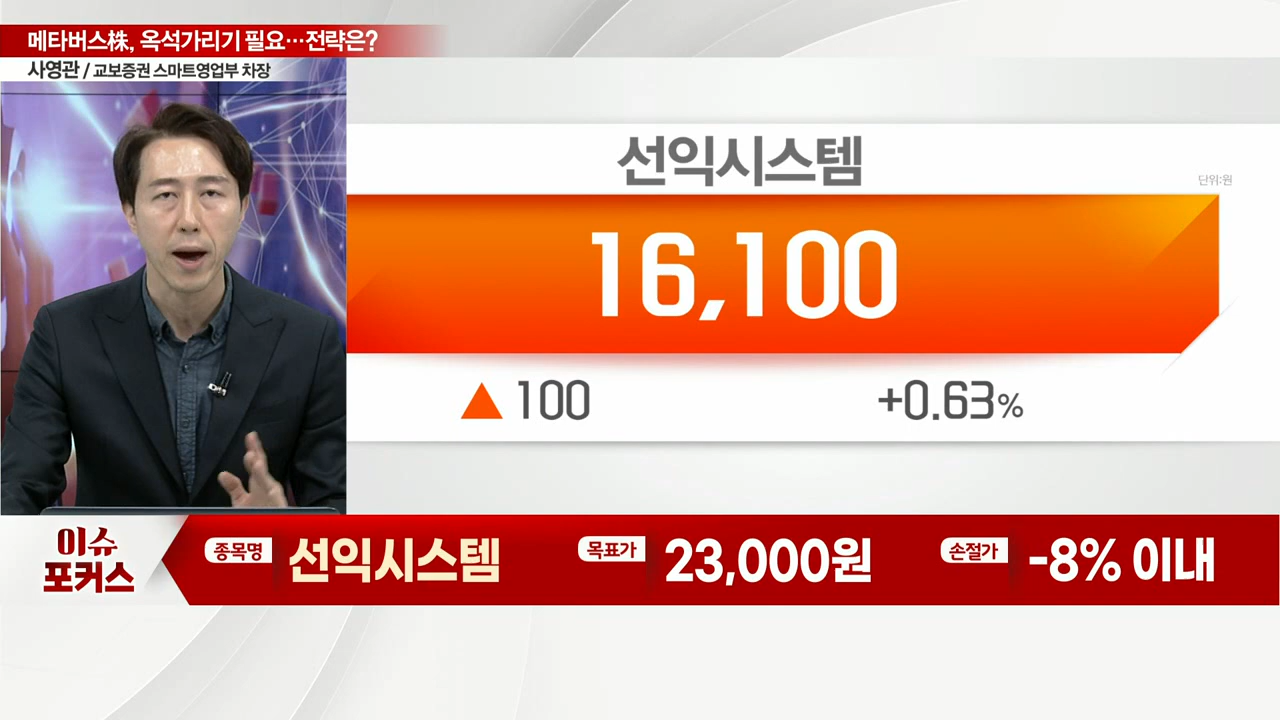 메타버스株, 옥석가리기 필요…전략은?
사영관 / 교보증권 스마트영업부 차장
선익시스템
단위:원
16,100
▲ 100 +0.63%
이슈
포커스
종목명 선익시스템 목표가 23,000원 손절가 -8% 이내